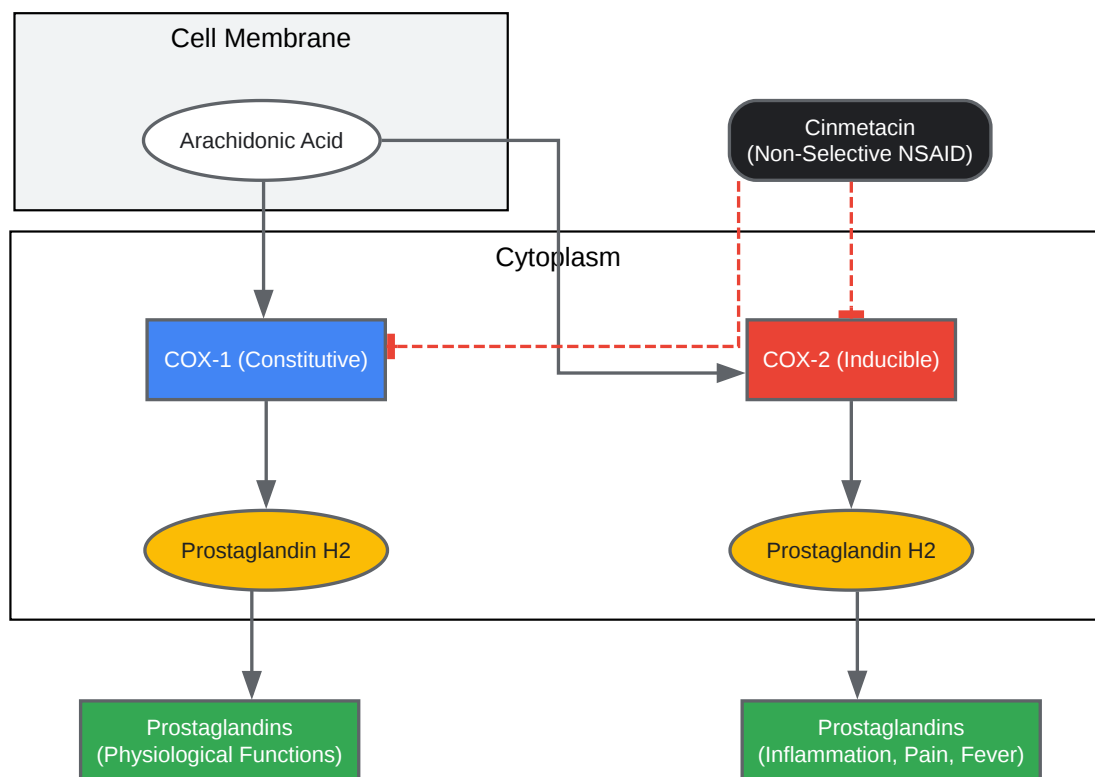 Cell Membrane
Arachidonic Acid
Cinmetacin
(Non-Selective NSAID)
Cytoplasm
COX-1 (Constitutive)
COX-2 (Inducible)
Prostaglandin H2
Prostaglandin H2
Prostaglandins
(Physiological Functions)
Prostaglandins
(Inflammation, Pain, Fever)